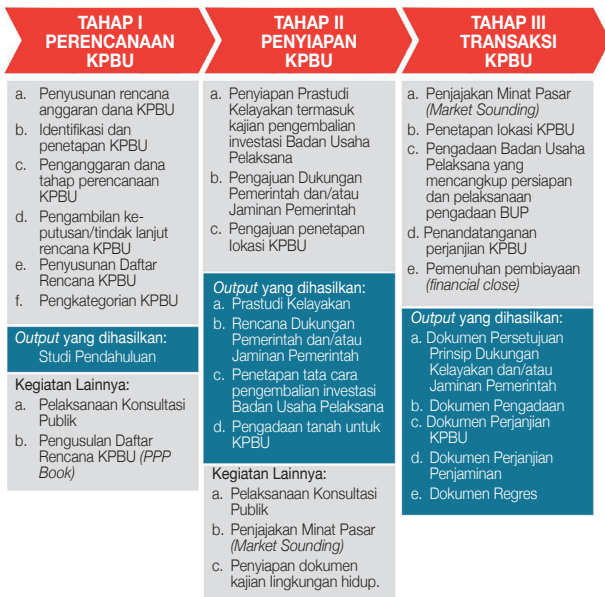 TAHAP I
PERENCANAAN
KPBU
a. Penyusunan rencana
anggaran dana KPBU
b. Identifikasi dan
penetapan KPBU
c. Penganggaran dana
tahap perencanaan
KPBU
d. Pengambilan ke-
putusan/tindak lanjut
rencana KPBU
e. Penyusunan Daftar
Rencana KPBU
f. Pengkategorian KPBU
Output yang dihasilkan:
Studi Pendahuluan
Kegiatan Lainnya:
a. Pelaksanaan Konsultasi
Publik
b. Pengusulan Daftar
Rencana KPBU (PPP
Book)
TAHAP II
PENYIAPAN
KPBU
a. Penyiapan Prastudi
Kelayakan termasuk
kajian pengembalian
investasi Badan Usaha
Pelaksana
b. Pengajuan Dukungan
Pemerintah dan/atau
Jaminan Pemerintah
c. Pengajuan penetapan
lokasi KPBU
Output yang dihasilkan:
a. Prastudi Kelayakan
b. Rencana Dukungan
Pemerintah dan/atau
Jaminan Pemerintah
c. Penetapan tata cara
pengembalian investasi
Badan Usaha Pelaksana
d. Pengadaan tanah untuk
KPBU
Kegiatan Lainnya:
a. Pelaksanaan Konsultasi
Publik
b. Penjajakan Minat Pasar
(Market Sounding)
c. Penyiapan dokumen
kajian lingkungan hidup.
TAHAP III
TRANSAKSI
KPBU
a. Penjajakan Minat Pasar
(Market Sounding)
b. Penetapan lokasi KPBU
c. Pengadaan Badan Usaha
Pelaksana yang
mencangkup persiapan
dan pelaksanaan
pengadaan BUP
d. Penandatanganan
perjanjian KPBU
e. Pemenuhan pembiayaan
(financial close)
Output yang dihasilkan:
a. Dokumen Persetujuan
Prinsip Dukungan
Kelayakan dan/atau
Jaminan Pemerintah
b. Dokumen Pengadaan
c. Dokumen Perjanjian
KPBU
d. Dokumen Perjanjian
Penjaminan
e. Dokumen Regres